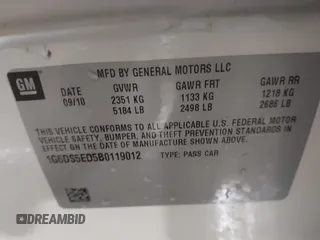 GM
MFD BY GENERAL MOTORS LLC
DATE GVWR GAWR FRT GAWR RR
09/10 2351 KG 1133 KG 1218 KG
5184 LB 2498 LB 2686 LB
THIS VEHICLE CONFORMS TO ALL APPLICABLE U.S. FEDERAL MOTOR
VEHICLE SAFETY, BUMPER, AND THEFT PREVENTION STANDARDS
IN EFFECT ON THE DATE OF MANUFACTURE SHOWN ABOVE.
1G6DS5ED5B0119012 TYPE: PASS CAR
DREAMBID